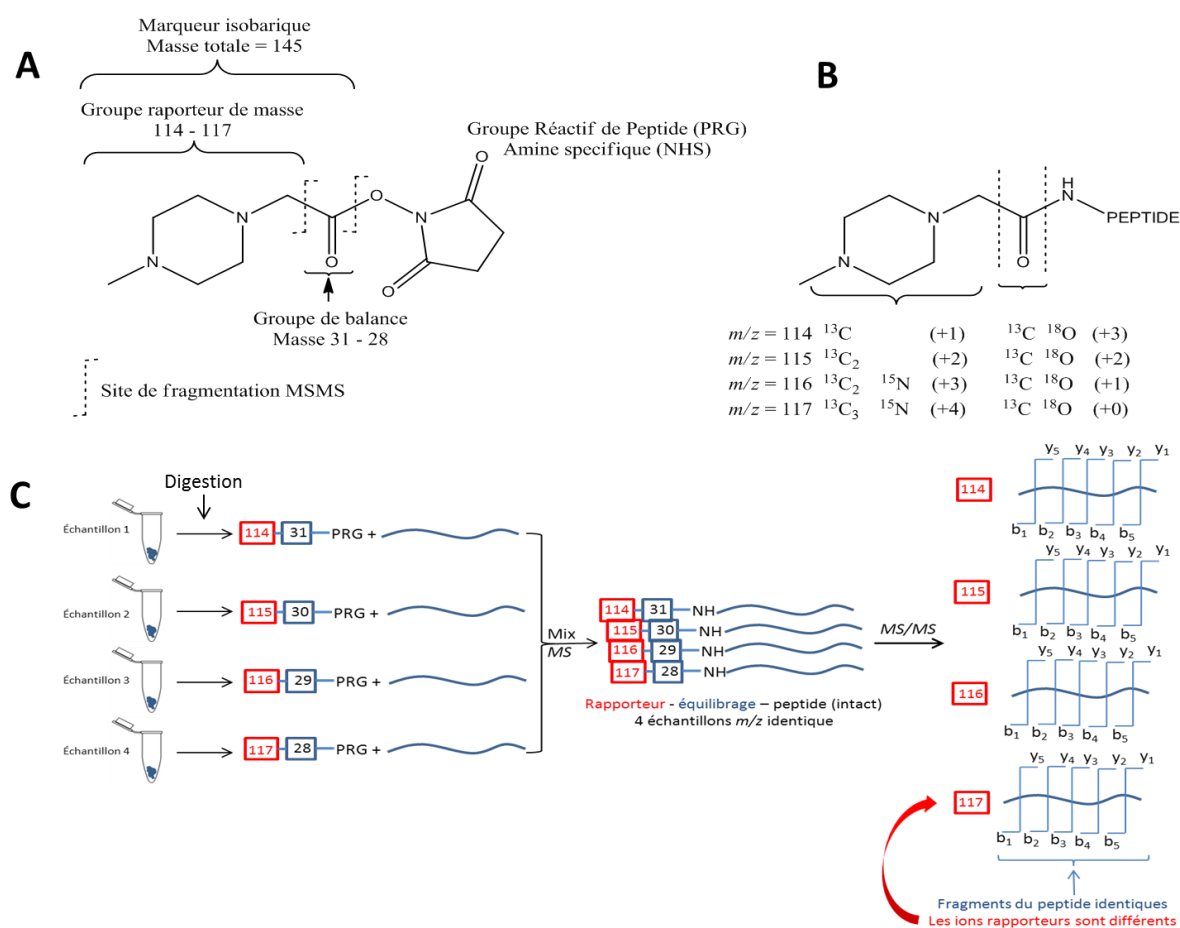 A
Marqueur isobarique
Masse totale = 145
Groupe raporteur de masse
114 - 117
Groupe Réactif de Peptide (PRG)
Amine specifique (NHS)
N
N
O
O
N
O
O
Groupe de balance
Masse 31 - 28
Site de fragmentation MSMS
B
N
N
O
H
N
PEPTIDE
m/z = 114 ¹³C (+1) ¹³C ¹⁸O (+3)
m/z = 115 ¹³C₂ (+2) ¹³C ¹⁸O (+2)
m/z = 116 ¹³C₂ ¹⁵N (+3) ¹³C ¹⁸O (+1)
m/z = 117 ¹³C₃ ¹⁵N (+4) ¹³C ¹⁸O (+0)
C
Digestion
Échantillon 1
114 31 PRG +
Échantillon 2
115 30 PRG +
Échantillon 3
116 29 PRG +
Échantillon 4
117 28 PRG +
Mix
MS
114 31 NH
115 30 NH
116 29 NH
117 28 NH
Rapporteur - équilibrage – peptide (intact)
4 échantillons m/z identique
MS/MS
y₅ y₄ y₃ y₂ y₁
114
b₁ b₂ b₃ b₄ b₅
y₅ y₄ y₃ y₂ y₁
115
b₁ b₂ b₃ b₄ b₅
y₅ y₄ y₃ y₂ y₁
116
b₁ b₂ b₃ b₄ b₅
y₅ y₄ y₃ y₂ y₁
117
b₁ b₂ b₃ b₄ b₅
Fragments du peptide identiques
Les ions rapporteurs sont différents